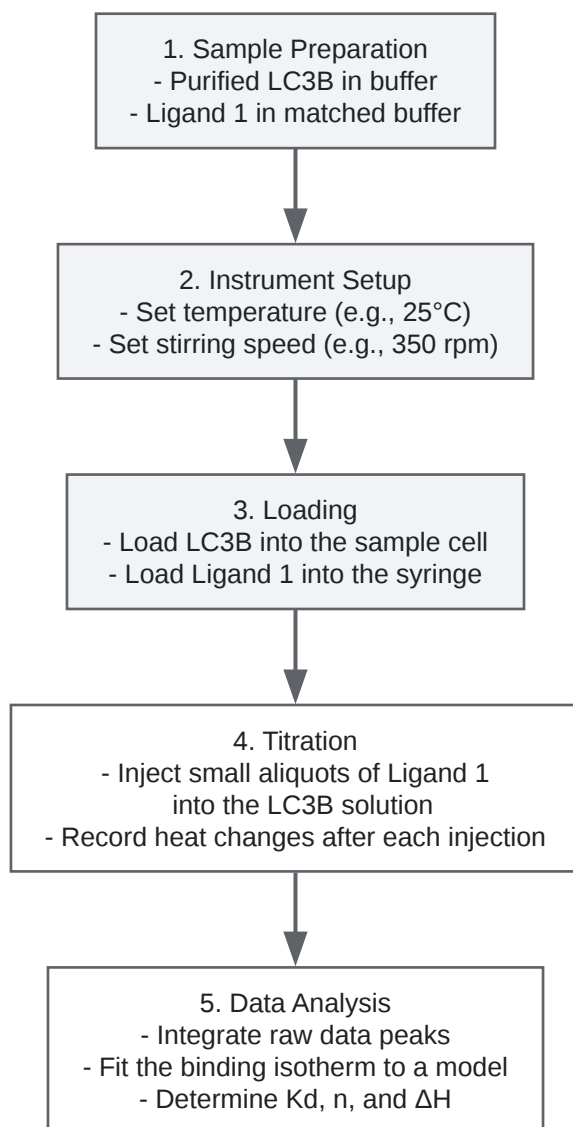 1. Sample Preparation
- Purified LC3B in buffer
- Ligand 1 in matched buffer
2. Instrument Setup
- Set temperature (e.g., 25°C)
- Set stirring speed (e.g., 350 rpm)
3. Loading
- Load LC3B into the sample cell
- Load Ligand 1 into the syringe
4. Titration
- Inject small aliquots of Ligand 1
into the LC3B solution
- Record heat changes after each injection
5. Data Analysis
- Integrate raw data peaks
- Fit the binding isotherm to a model
- Determine Kd, n, and ΔH